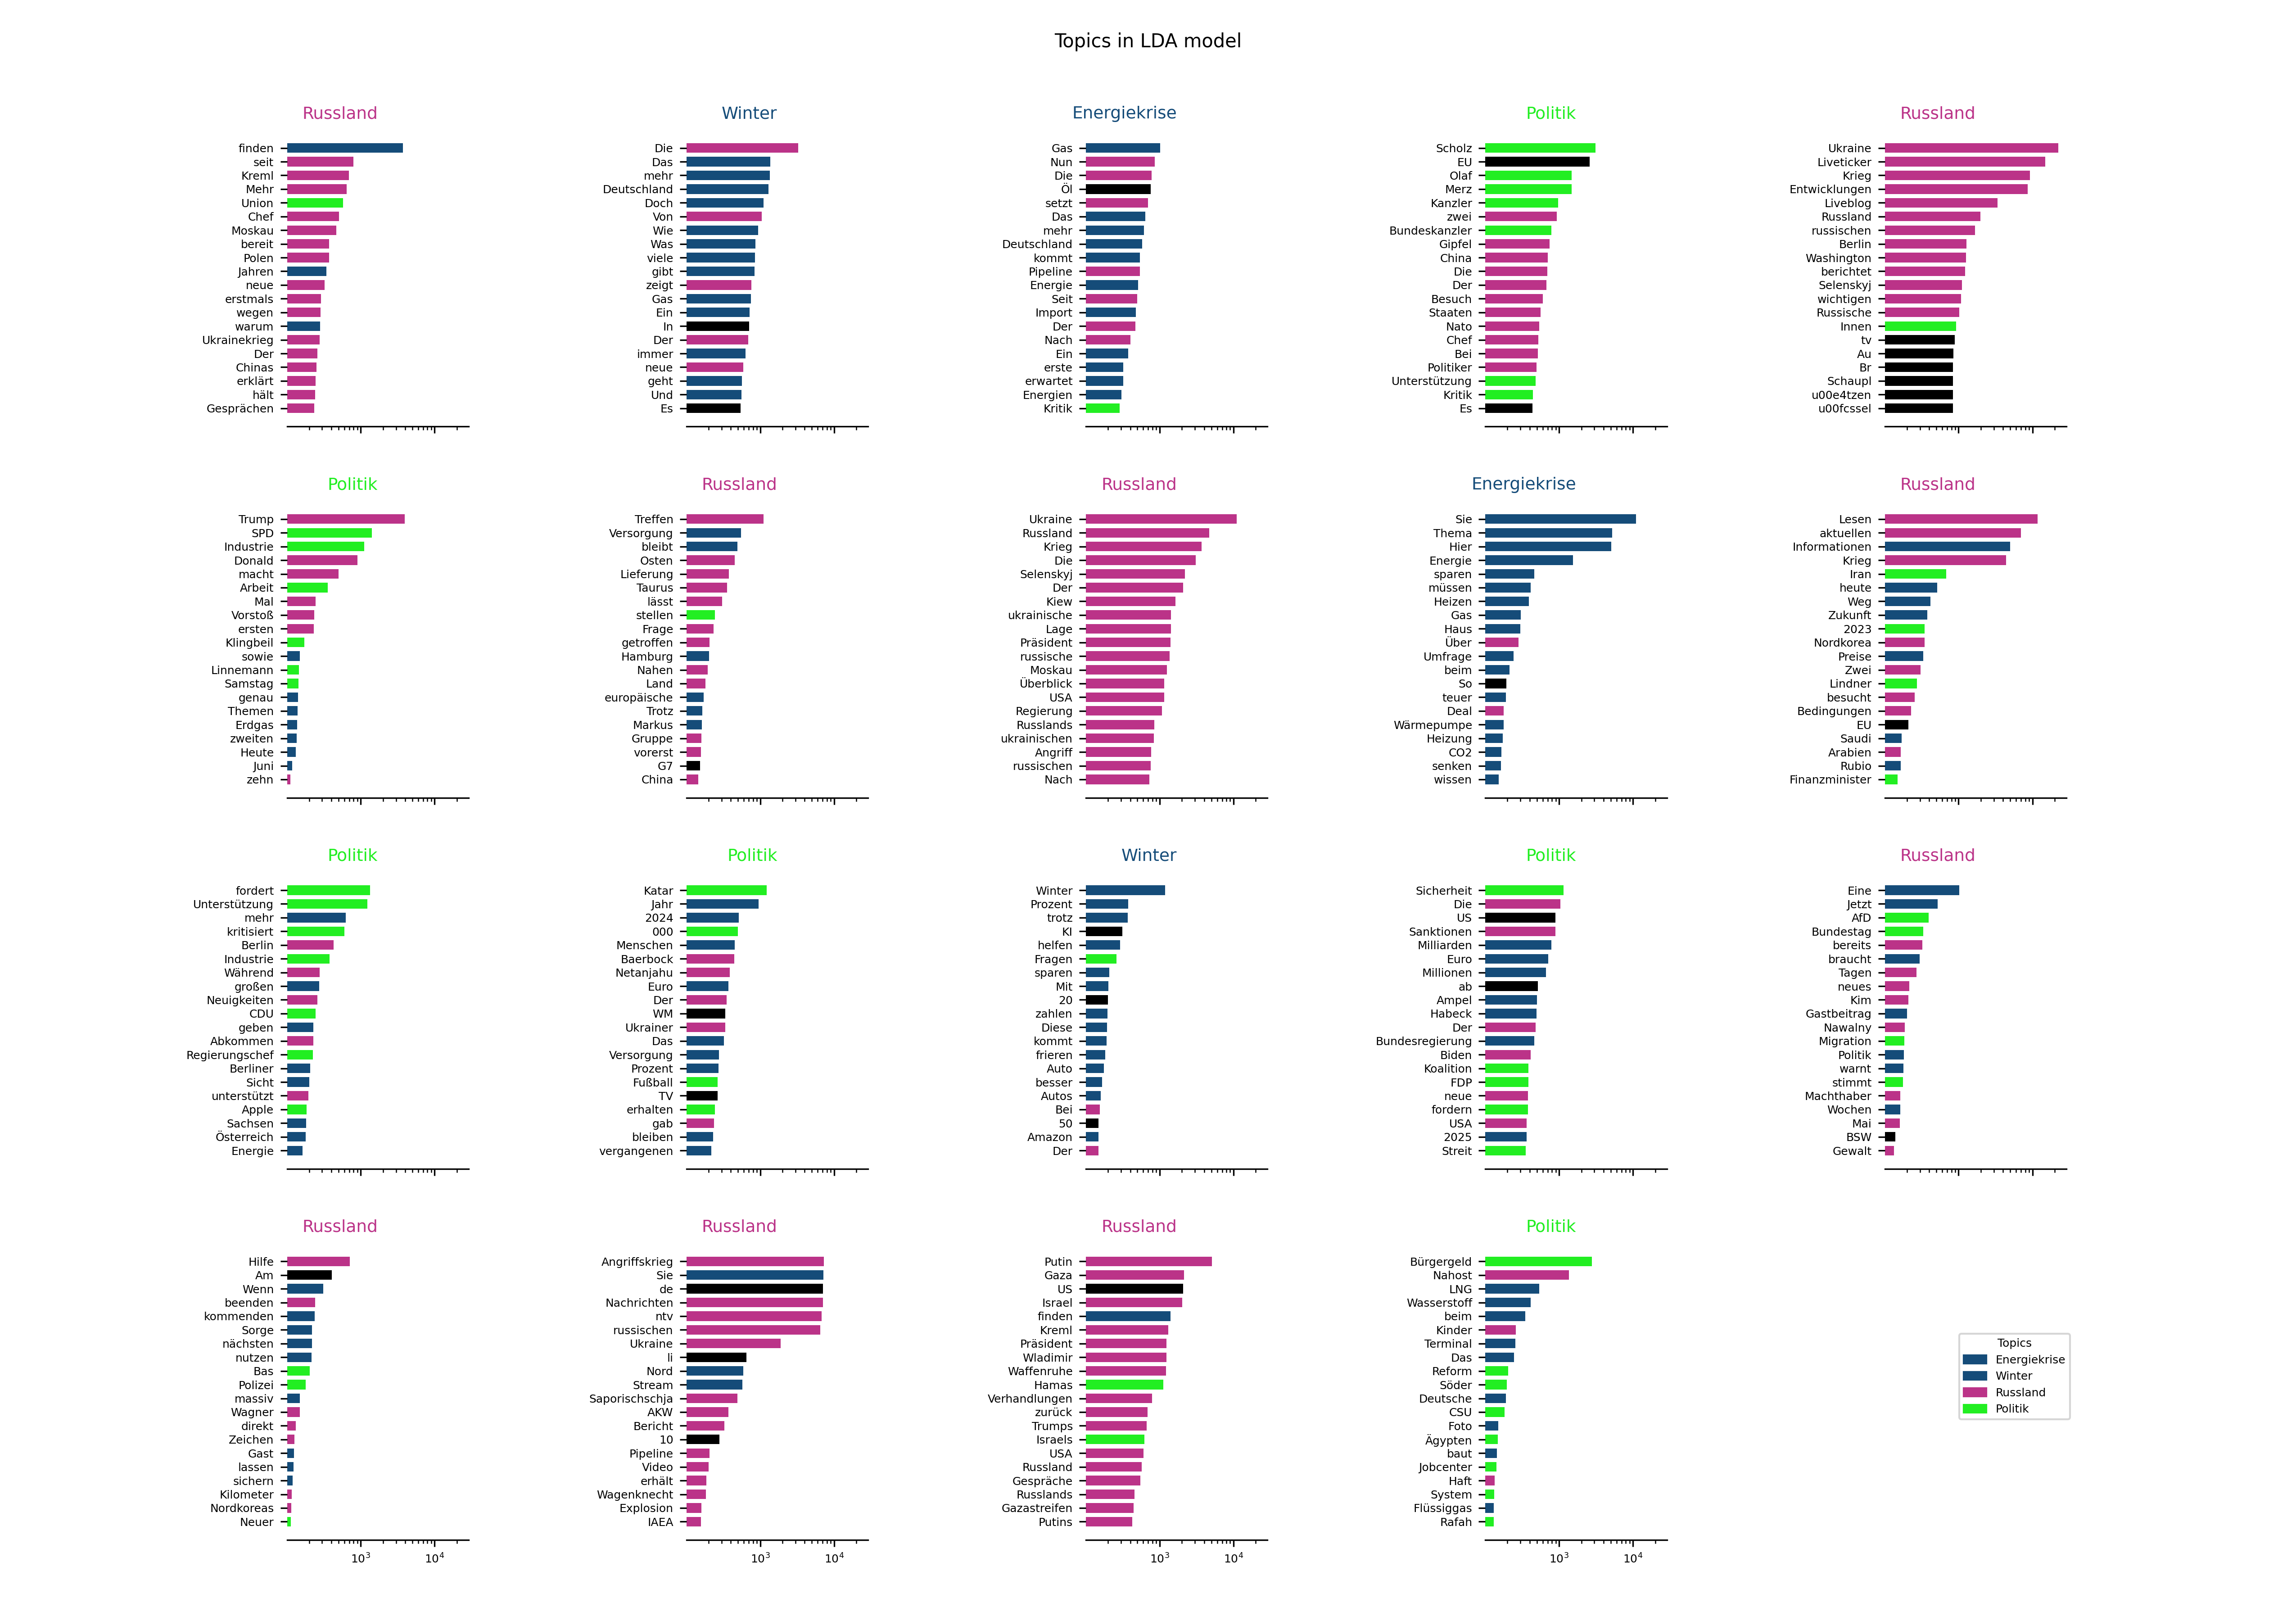 Topics in LDA model
Russland
finden
seit
Kreml
Mehr
Union
Chef
Moskau
bereit
Polen
Jahren
neue
erstmals
wegen
warum
Ukrainekrieg
Der
Chinas
erklärt
hält
Gesprächen
Winter
Die
Das
mehr
Deutschland
Doch
Von
Wie
Was
viele
gibt
zeigt
Gas
Ein
In
Der
immer
neue
geht
Und
Es
Energiekrise
Gas
Nun
Die
Öl
setzt
Das
mehr
Deutschland
kommt
Pipeline
Energie
Seit
Import
Der
Nach
Ein
erste
erwartet
Energien
Kritik
Politik
Scholz
EU
Olaf
Merz
Kanzler
zwei
Bundeskanzler
Gipfel
China
Die
Der
Besuch
Staaten
Nato
Chef
Bei
Politiker
Unterstützung
Kritik
Es
Russland
Ukraine
Liveticker
Krieg
Entwicklungen
Liveblog
Russland
russischen
Berlin
Washington
berichtet
Selenskyj
wichtigen
Russische
Innen
tv
Au
Br
Schaupl
u00e4tzen
u00fcssel
Politik
Trump
SPD
Industrie
Donald
macht
Arbeit
Mal
Vorstoß
ersten
Klingbeil
sowie
Linnemann
Samstag
genau
Themen
Erdgas
zweiten
Heute
Juni
zehn
Russland
Treffen
Versorgung
bleibt
Osten
Lieferung
Taurus
lässt
stellen
Frage
getroffen
Hamburg
Nahen
Land
europäische
Trotz
Markus
Gruppe
vorerst
G7
China
Russland
Ukraine
Russland
Krieg
Die
Selenskyj
Der
Kiew
ukrainische
Lage
Präsident
russische
Moskau
Überblick
USA
Regierung
Russlands
ukrainischen
Angriff
russischen
Nach
Energiekrise
Sie
Thema
Hier
Energie
sparen
müssen
Heizen
Gas
Haus
Über
Umfrage
beim
So
teuer
Deal
Wärmepumpe
Heizung
CO2
senken
wissen
Russland
Lesen
aktuellen
Informationen
Krieg
Iran
heute
Weg
Zukunft
2023
Nordkorea
Preise
Zwei
Lindner
besucht
Bedingungen
EU
Saudi
Arabien
Rubio
Finanzminister
Politik
fordert
Unterstützung
mehr
kritisiert
Berlin
Industrie
Während
großen
Neuigkeiten
CDU
geben
Abkommen
Regierungschef
Berliner
Sicht
unterstützt
Apple
Sachsen
Österreich
Energie
Politik
Katar
Jahr
2024
000
Menschen
Baerbock
Netanjahu
Euro
Der
WM
Ukrainer
Das
Versorgung
Prozent
Fußball
TV
erhalten
gab
bleiben
vergangenen
Winter
Winter
Prozent
trotz
KI
helfen
Fragen
sparen
Mit
20
zahlen
Diese
kommt
frieren
Auto
besser
Autos
Bei
50
Amazon
Der
Politik
Sicherheit
Die
US
Sanktionen
Milliarden
Euro
Millionen
ab
Ampel
Habeck
Der
Bundesregierung
Biden
Koalition
FDP
neue
fordern
USA
2025
Streit
Russland
Eine
Jetzt
AfD
Bundestag
bereits
braucht
Tagen
neues
Kim
Gastbeitrag
Nawalny
Migration
Politik
warnt
stimmt
Machthaber
Wochen
Mai
BSW
Gewalt
Russland
Hilfe
Am
Wenn
beenden
kommenden
Sorge
nächsten
nutzen
Bas
Polizei
massiv
Wagner
direkt
Zeichen
Gast
lassen
sichern
Kilometer
Nordkoreas
Neuer
10³ 10⁴
Russland
Angriffskrieg
Sie
de
Nachrichten
ntv
russischen
Ukraine
li
Nord
Stream
Saporischschja
AKW
Bericht
10
Pipeline
Video
erhält
Wagenknecht
Explosion
IAEA
10³ 10⁴
Russland
Putin
Gaza
US
Israel
finden
Kreml
Präsident
Wladimir
Waffenruhe
Hamas
Verhandlungen
zurück
Trumps
Israels
USA
Russland
Gespräche
Russlands
Gazastreifen
Putins
10³ 10⁴
Politik
Bürgergeld
Nahost
LNG
Wasserstoff
beim
Kinder
Terminal
Das
Reform
Söder
Deutsche
CSU
Foto
Ägypten
baut
Jobcenter
Haft
System
Flüssiggas
Rafah
10³ 10⁴
Topics
Energiekrise
Winter
Russland
Politik